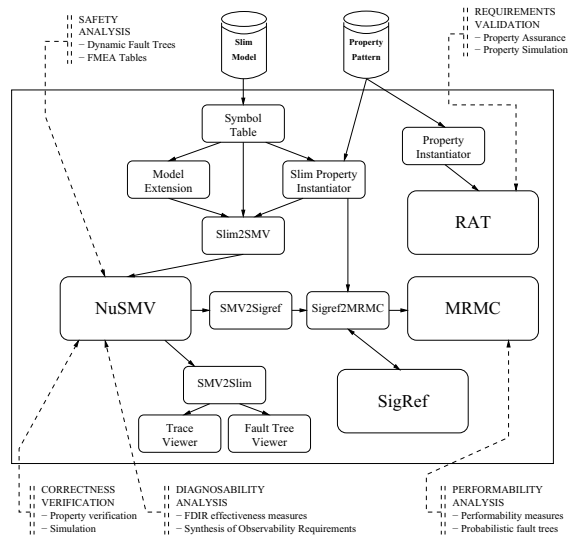 SAFETY
ANALYSIS
− Dynamic Fault Trees
− FMEA Tables
Slim
Model
Property
Pattern
REQUIREMENTS
VALIDATION
− Property Assurance
− Property Simulation
Symbol
Table
Property
Instantiator
Model
Extension
Slim Property
Instantiator
RAT
Slim2SMV
NuSMV
SMV2Sigref
Sigref2MRMC
MRMC
SMV2Slim
SigRef
Trace
Viewer
Fault Tree
Viewer
CORRECTNESS
VERIFICATION
− Property verification
− Simulation
DIAGNOSABILITY
ANALYSIS
− FDIR effectiveness measures
− Synthesis of Observability Requirements
PERFORMABILITY
ANALYSIS
− Performability measures
− Probabilistic fault trees